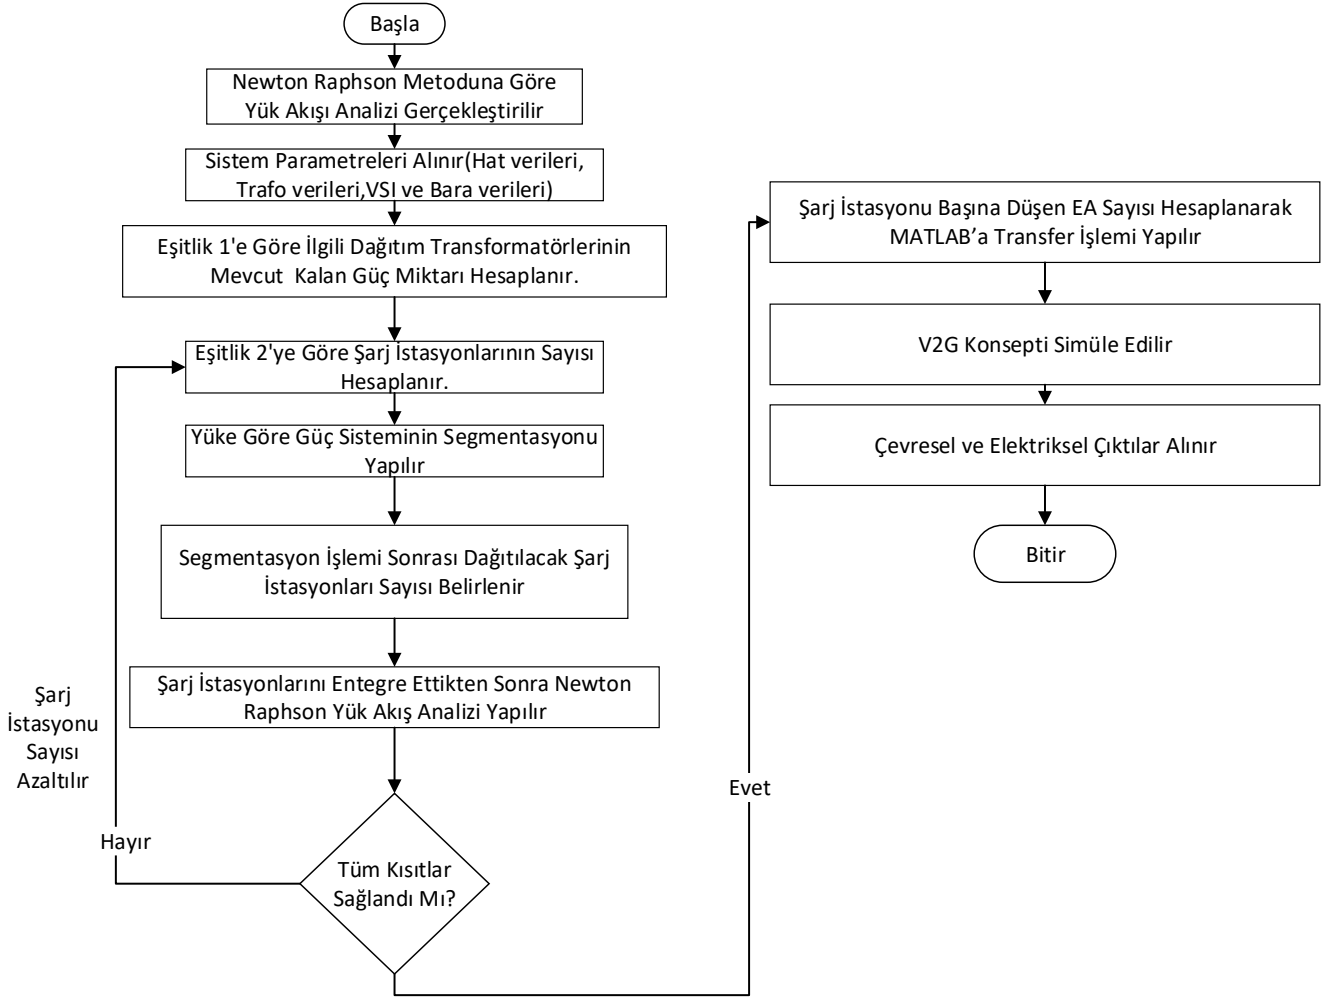 Başla
Newton Raphson Metoduna Göre
Yük Akışı Analizi Gerçekleştirilir
Sistem Parametreleri Alınır(Hat verileri,
Trafo verileri,VSI ve Bara verileri)
Eşitlik 1'e Göre İlgili Dağıtım Transformatörlerinin
Mevcut  Kalan Güç Miktarı Hesaplanır.
Eşitlik 2'ye Göre Şarj İstasyonlarının Sayısı
Hesaplanır.
Yüke Göre Güç Sisteminin Segmentasyonu
Yapılır
Segmentasyon İşlemi Sonrası Dağıtılacak Şarj
İstasyonları Sayısı Belirlenir
Şarj İstasyonlarını Entegre Ettikten Sonra Newton
Raphson Yük Akış Analizi Yapılır
Tüm Kısıtlar
Sağlandı Mı?
Hayır
Şarj
İstasyonu
Sayısı
Azaltılır
Evet
Şarj İstasyonu Başına Düşen EA Sayısı Hesaplanarak
MATLAB’a Transfer İşlemi Yapılır
V2G Konsepti Simüle Edilir
Çevresel ve Elektriksel Çıktılar Alınır
Bitir